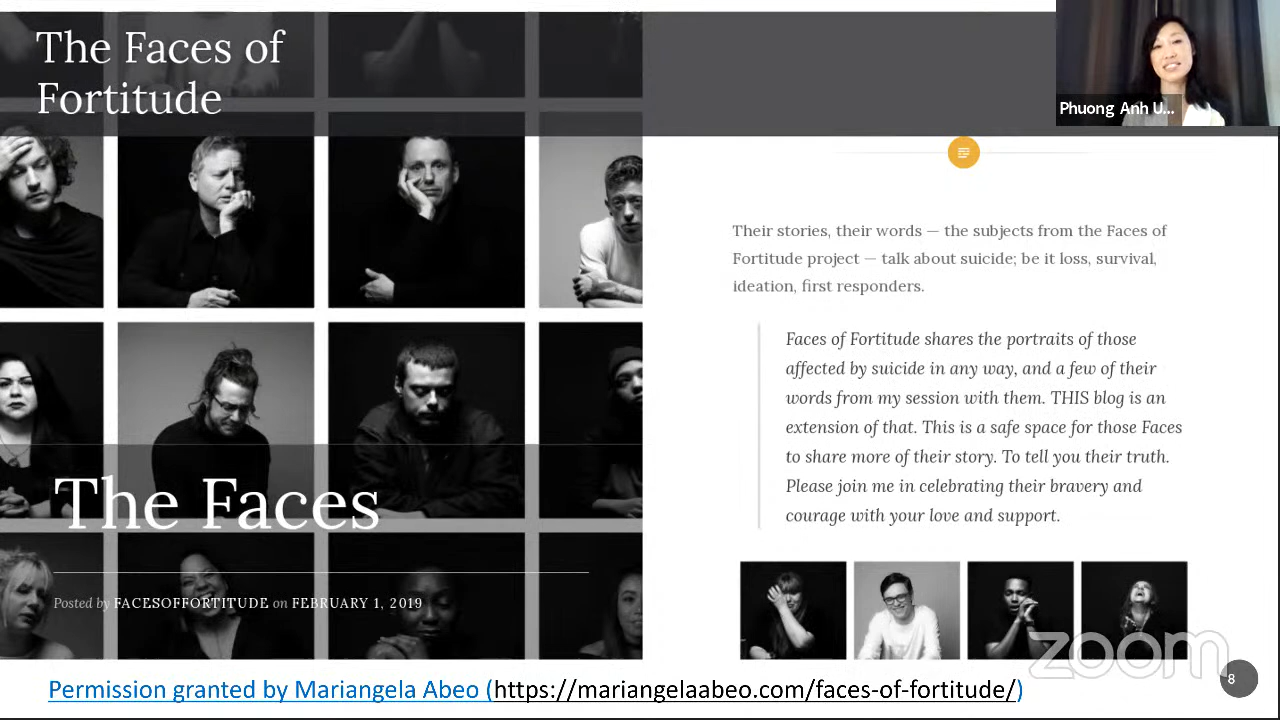 The Faces of
Fortitude
Phuong Anh U...
Their stories, their words — the subjects from the Faces of
Fortitude project — talk about suicide; be it loss, survival,
ideation, first responders.
Faces of Fortitude shares the portraits of those
affected by suicide in any way, and a few of their
words from my session with them. THIS blog is an
extension of that. This is a safe space for those Faces
to share more of their story. To tell you their truth.
Please join me in celebrating their bravery and
courage with your love and support.
The Faces
Posted by FACESOFFORTITUDE on FEBRUARY 1, 2019
zoom
Permission granted by Mariangela Abeo (https://mariangelaabeo.com/faces-of-fortitude/)
8